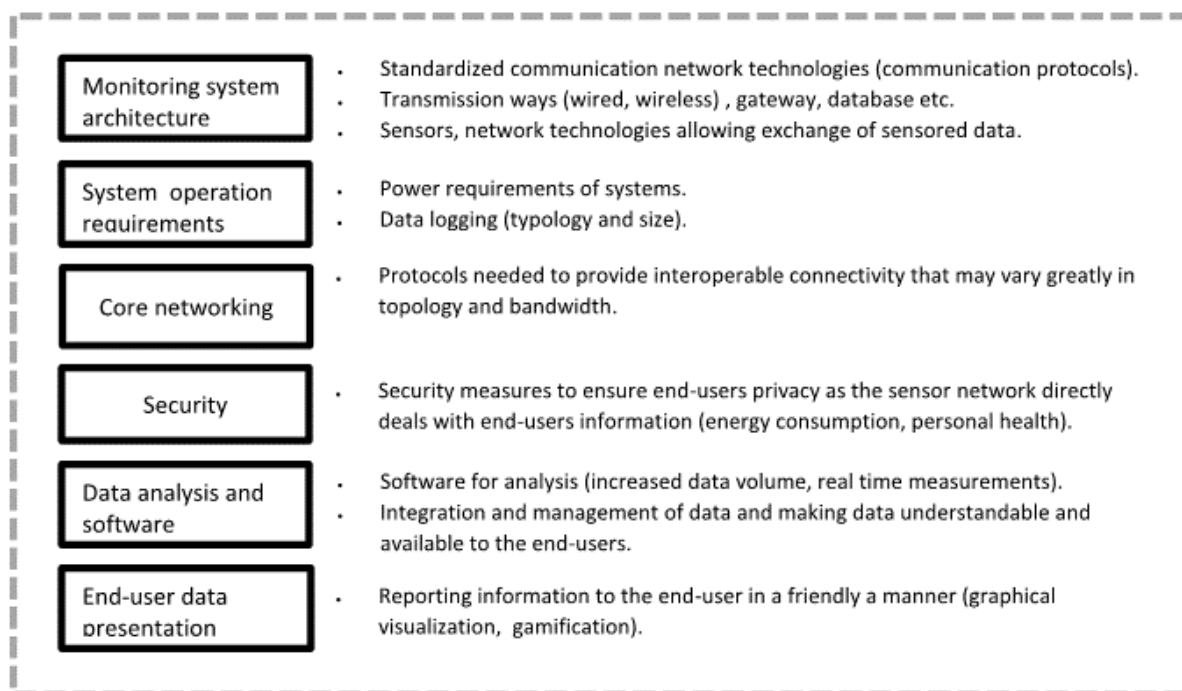 Monitoring system
architecture
. Standardized communication network technologies (communication protocols).
. Transmission ways (wired, wireless) , gateway, database etc.
. Sensors, network technologies allowing exchange of sensored data.
System operation
requirements
. Power requirements of systems.
. Data logging (typology and size).
Core networking
. Protocols needed to provide interoperable connectivity that may vary greatly in
topology and bandwidth.
Security
. Security measures to ensure end-users privacy as the sensor network directly
deals with end-users information (energy consumption, personal health).
Data analysis and
software
. Software for analysis (increased data volume, real time measurements).
. Integration and management of data and making data understandable and
available to the end-users.
End-user data
presentation
. Reporting information to the end-user in a friendly a manner (graphical
visualization, gamification).